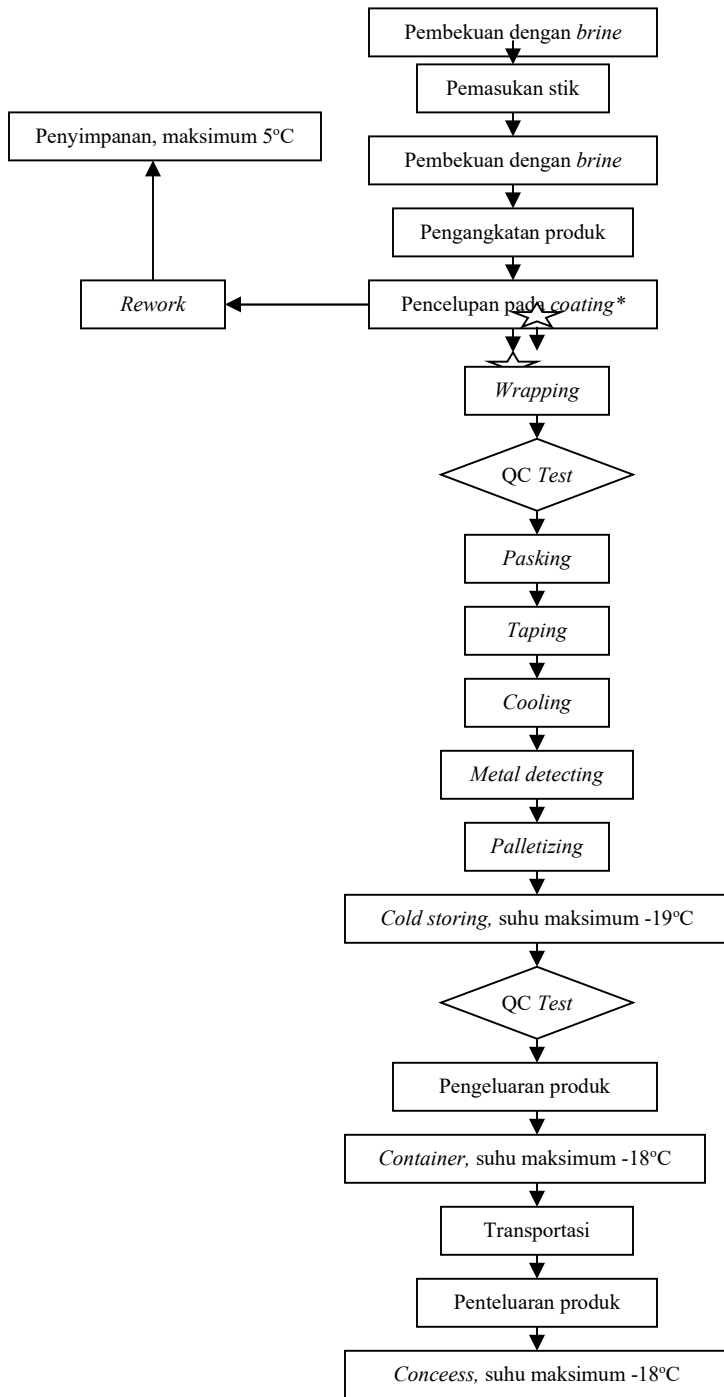 Pembekuan dengan brine
Pemasukan stik
Penyimpanan, maksimum 5°C
Pembekuan dengan brine
Pengangkatan produk
Rework
Pencelupan pada coating*
Wrapping
QC Test
Pasking
Taping
Cooling
Metal detecting
Palletizing
Cold storing, suhu maksimum -19°C
QC Test
Pengeluaran produk
Container, suhu maksimum -18°C
Transportasi
Penteluaran produk
Conceess, suhu maksimum -18°C